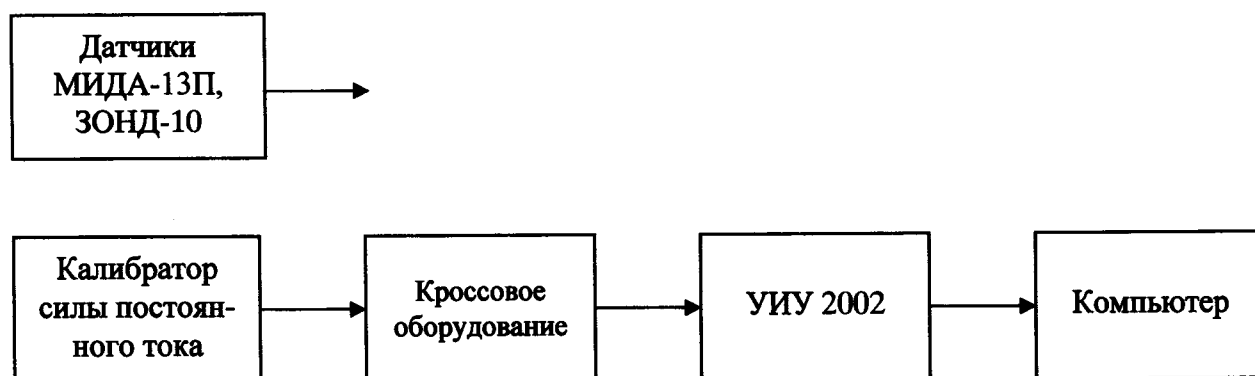 Датчики
МИДА-13П,
ЗОНД-10
Калибратор
силы постоян-
ного тока
Кроссовое
оборудование
УИУ 2002
Компьютер